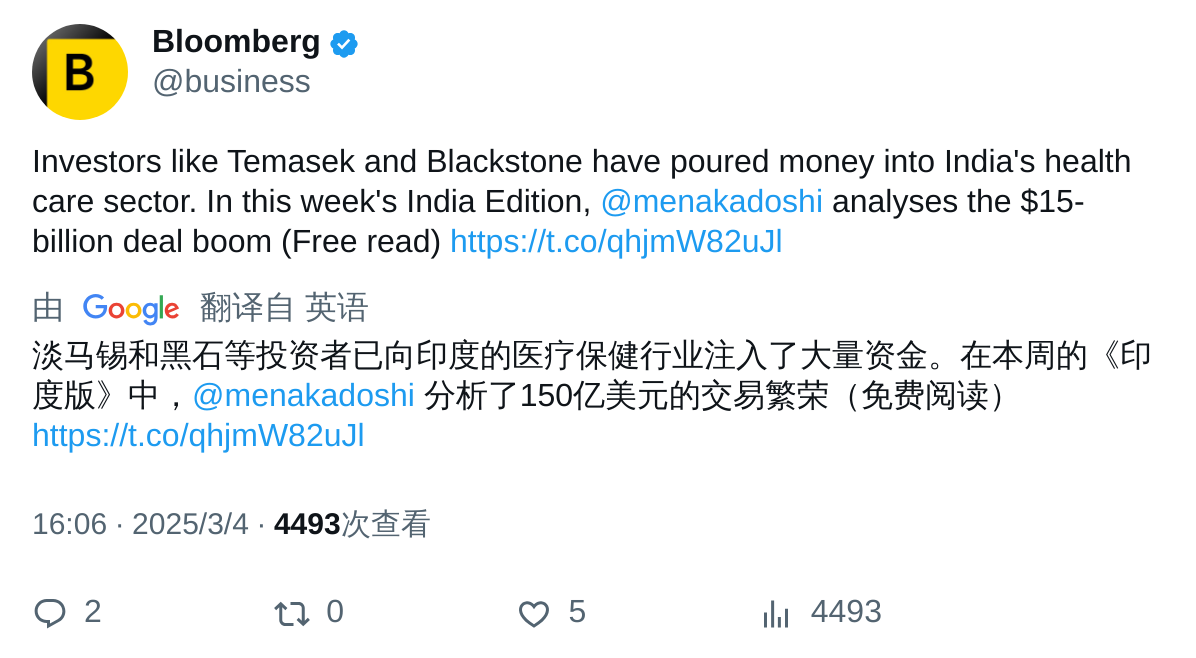 B
Bloomberg
@business
Investors like Temasek and Blackstone have poured money into India's health
care sector. In this week's India Edition, @menakadoshi analyses the $15-
billion deal boom (Free read) https://t.co/qhjmW82uJl
由 Google 翻译自 英语
淡马锡和黑石等投资者已向印度的医疗保健行业注入了大量资金。在本周的《印
度版》中，@menakadoshi 分析了150亿美元的交易繁荣（免费阅读）
https://t.co/qhjmW82uJl
16:06 · 2025/3/4 · 4493次查看
2 0 5 4493